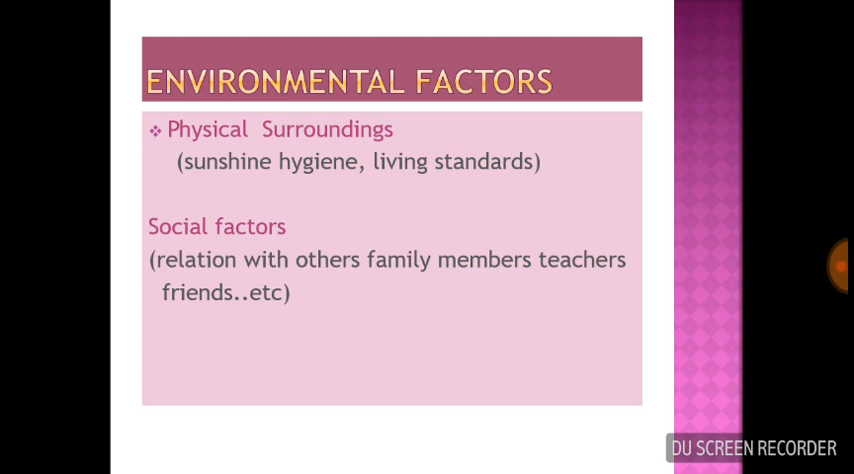 ENVIRONMENTAL FACTORS
❖ Physical Surroundings
(sunshine hygiene, living standards)
Social factors
(relation with others family members teachers
friends..etc)
DU SCREEN RECORDER